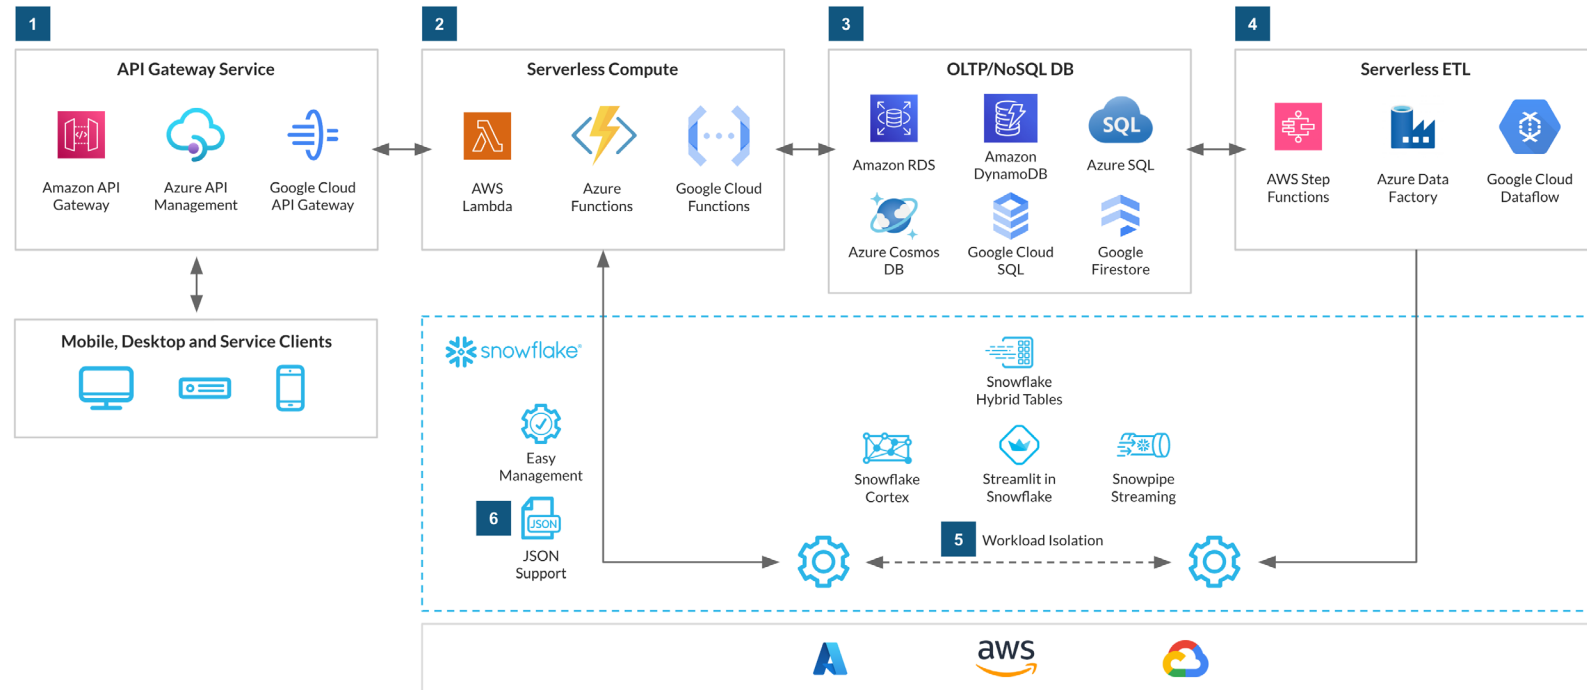 1
API Gateway Service
Amazon API
Gateway
Azure API
Management
Google Cloud
API Gateway
Mobile, Desktop and Service Clients
2
Serverless Compute
AWS
Lambda
Azure
Functions
Google Cloud
Functions
3
OLTP/NoSQL DB
Amazon RDS
Amazon
DynamoDB
SQL
Azure SQL
Azure Cosmos
DB
Google Cloud
SQL
Google
Firestore
4
Serverless ETL
AWS Step
Functions
Azure Data
Factory
Google Cloud
Dataflow
snowflake®
Snowflake
Hybrid Tables
Easy
Management
Snowflake
Cortex
Streamlit in
Snowflake
Snowpipe
Streaming
6
JSON
JSON
Support
5
Workload Isolation
aws